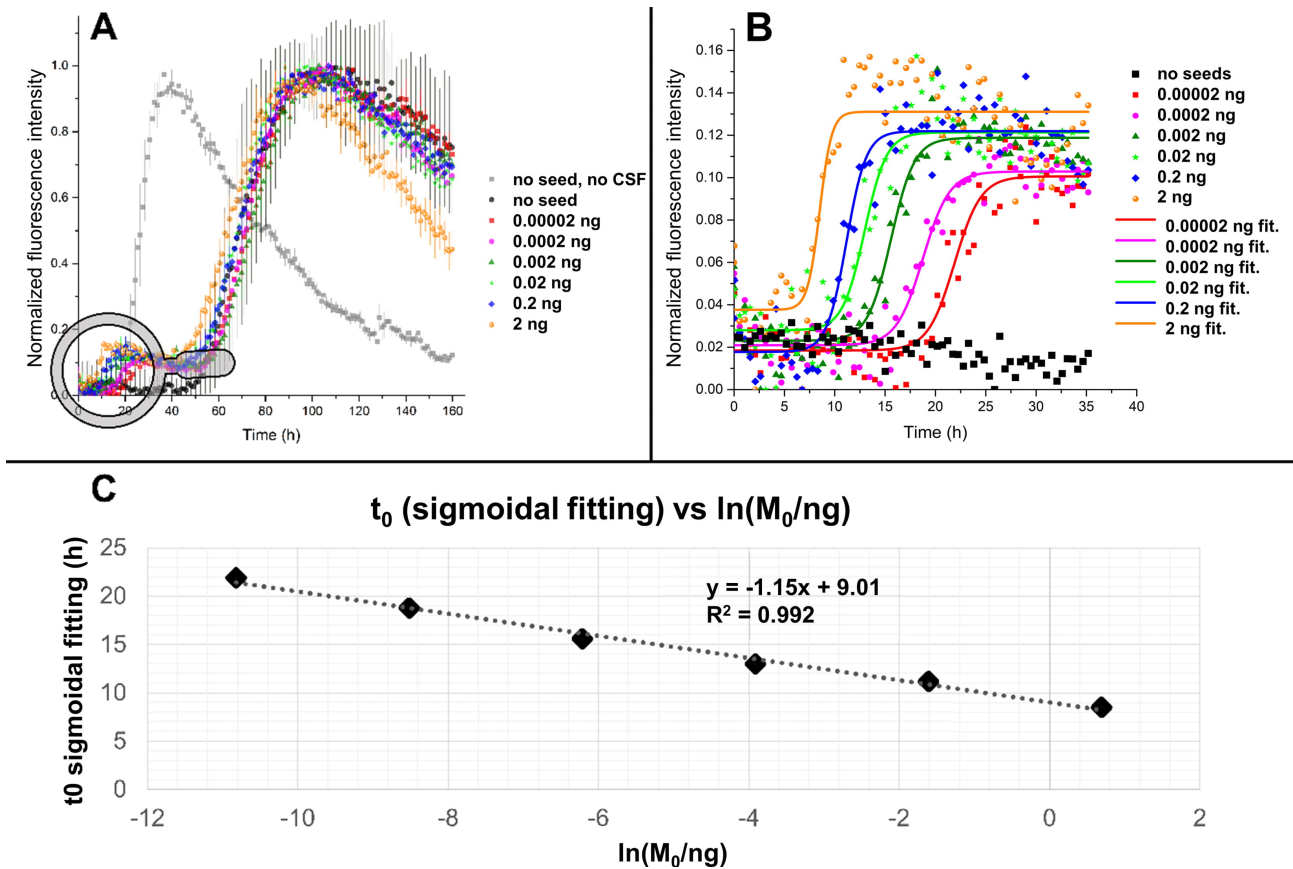 A
Normalized fluorescence intensity
1.0
0.8
0.6
0.4
0.2
0.0
0
20
40
60
80
100
120
140
160
Time (h)
no seed, no CSF
no seed
0.00002 ng
0.0002 ng
0.002 ng
0.02 ng
0.2 ng
2 ng
B
Normalized fluorescence intensity
0.16
0.14
0.12
0.10
0.08
0.06
0.04
0.02
0.00
0
5
10
15
20
25
30
35
40
Time (h)
no seeds
0.00002 ng
0.0002 ng
0.002 ng
0.02 ng
0.2 ng
2 ng
0.00002 ng fit.
0.0002 ng fit.
0.002 ng fit.
0.02 ng fit.
0.2 ng fit.
2 ng fit.
C
t₀ (sigmoidal fitting) vs ln(M₀/ng)
t0 sigmoidal fitting (h)
25
20
15
10
5
0
y = -1.15x + 9.01
R² = 0.992
-12
-10
-8
-6
-4
-2
0
2
ln(M₀/ng)